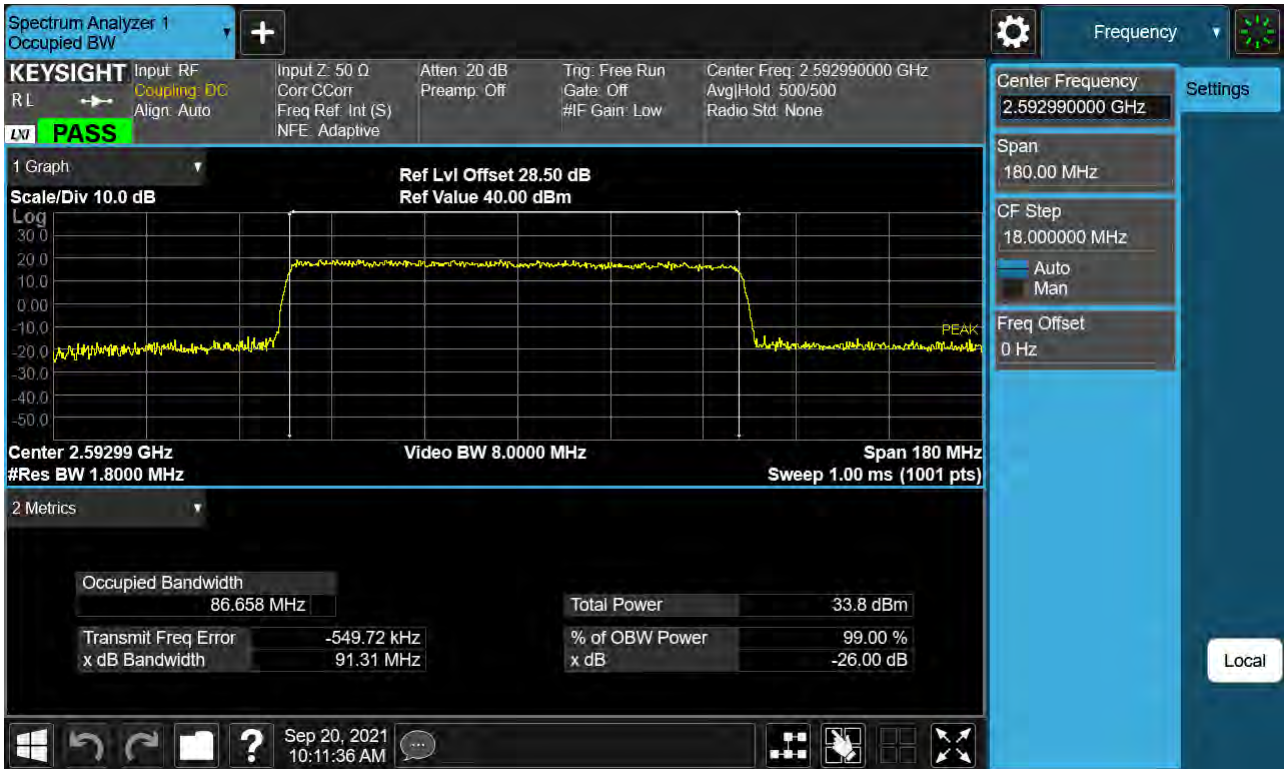 Spectrum Analyzer 1
Occupied BW
+
Frequency
KEYSIGHT
R L
LXI
PASS
Input: RF
Coupling: DC
Align: Auto
Input Z: 50 Ω
Corr CCorr
Freq Ref: Int (S)
NFE: Adaptive
Atten: 20 dB
Preamp: Off
Trig: Free Run
Gate: Off
#IF Gain: Low
Center Freq: 2.592990000 GHz
Avg|Hold: 500/500
Radio Std: None
Center Frequency
2.592990000 GHz
Settings
Span
180.00 MHz
CF Step
18.000000 MHz
Auto
Man
Freq Offset
0 Hz
Local
1 Graph
Scale/Div 10.0 dB
Ref Lvl Offset 28.50 dB
Ref Value 40.00 dBm
Log
30.0
20.0
10.0
0.00
-10.0
-20.0
-30.0
-40.0
-50.0
PEAK
Center 2.59299 GHz
Video BW 8.0000 MHz
Span 180 MHz
#Res BW 1.8000 MHz
Sweep 1.00 ms (1001 pts)
2 Metrics
Occupied Bandwidth
86.658 MHz
Total Power 33.8 dBm
Transmit Freq Error -549.72 kHz
% of OBW Power 99.00 %
x dB Bandwidth 91.31 MHz
x dB -26.00 dB
?
Sep 20, 2021
10:11:36 AM